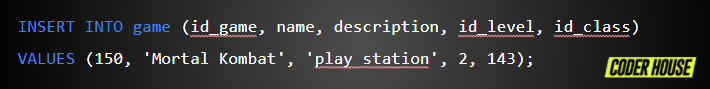 INSERT INTO game (id_game, name, description, id_level, id_class)
VALUES (150, 'Mortal Kombat', 'play station', 2, 143);
CODER HOUSE